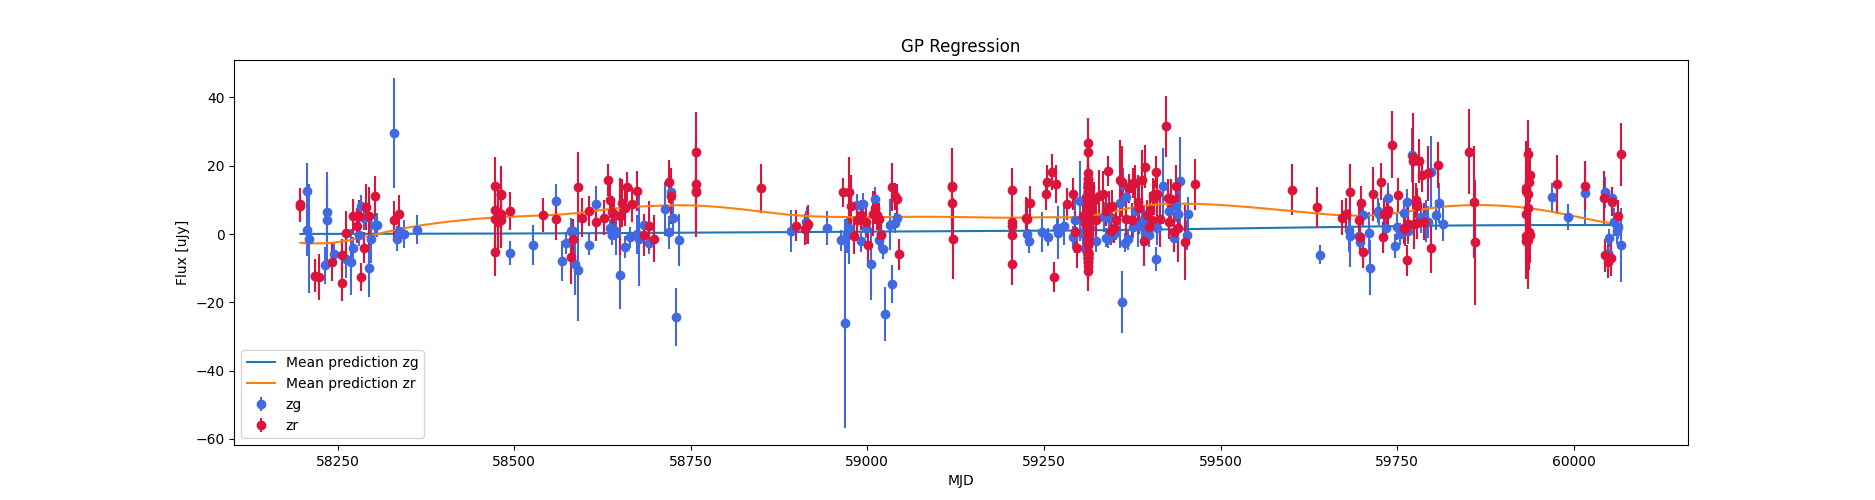 GP Regression
Flux [uJy]
40
20
0
−20
−40
−60
Mean prediction zg
Mean prediction zr
zg
zr
58250 58500 58750 59000 59250 59500 59750 60000
MJD